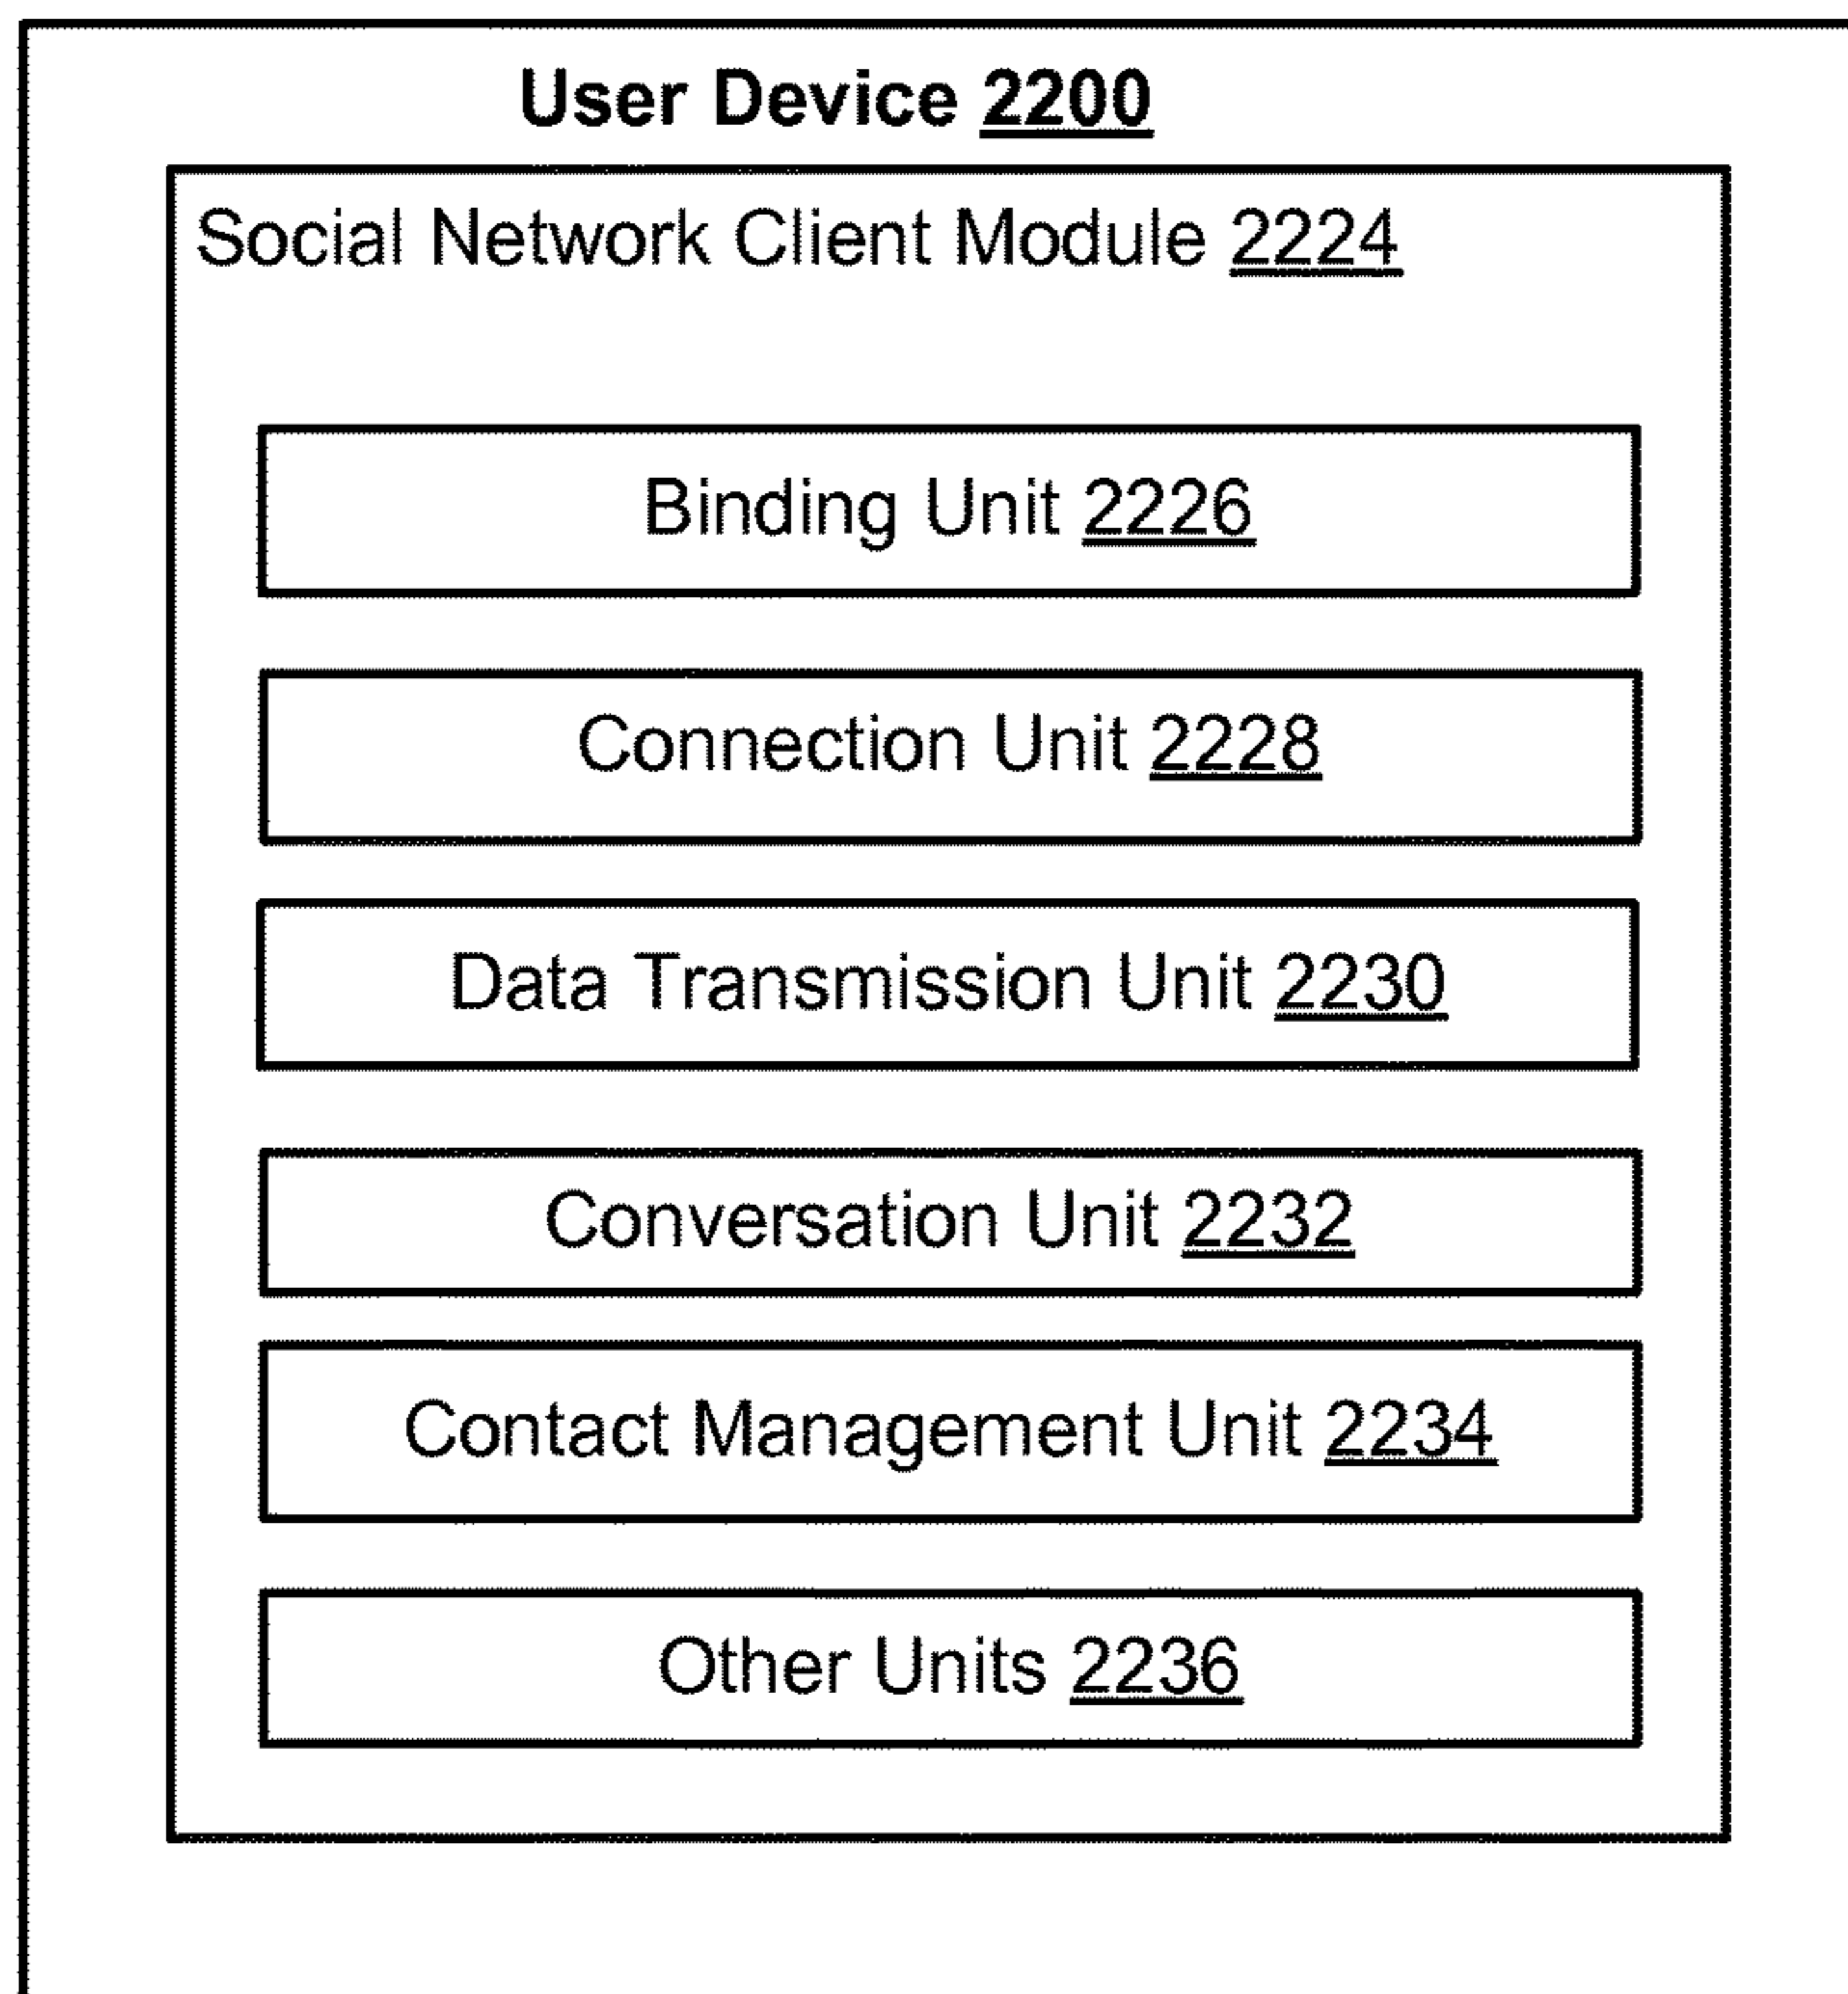 User Device 2200
Social Network Client Module 2224
Binding Unit 2226
Connection Unit 2228
Data Transmission Unit 2230
Conversation Unit 2232
Contact Management Unit 2234
Other Units 2236